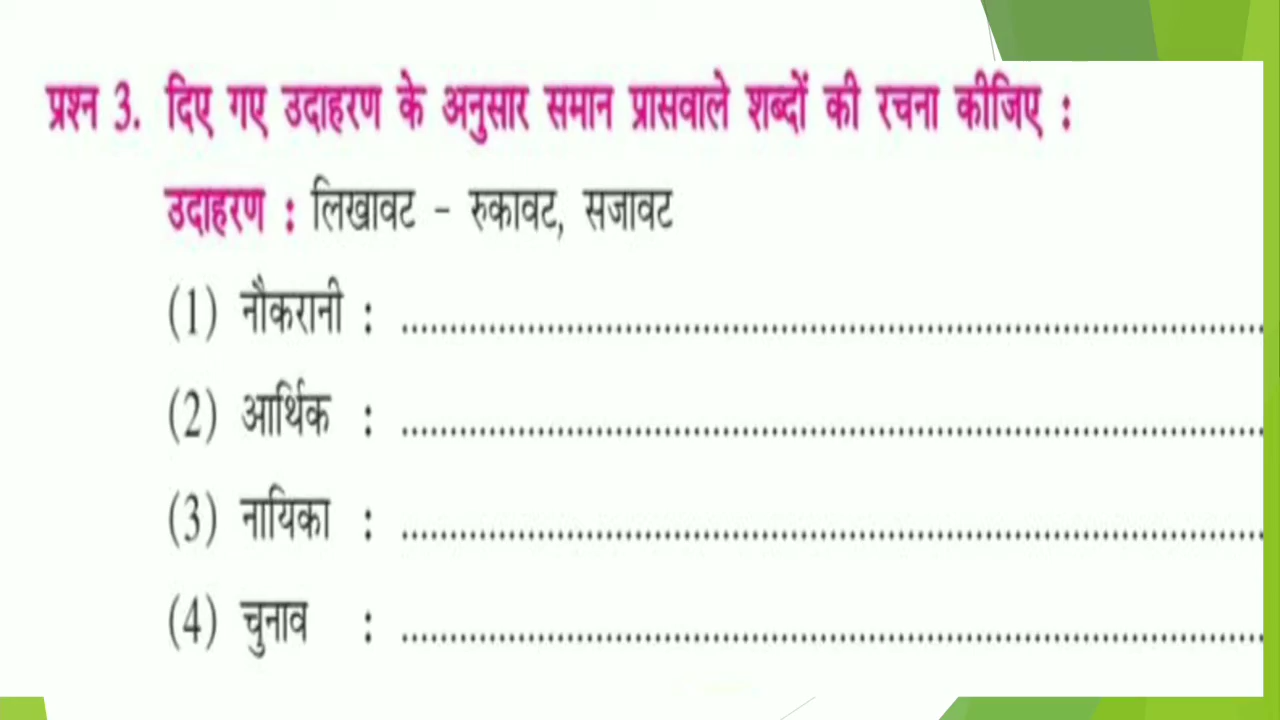 प्रश्न 3. दिए गए उदाहरण के अनुसार समान प्रासवाले शब्दों की रचना कीजिए :
उदाहरण : लिखावट - रुकावट, सजावट
(1) नौकरानी : ..........................................................................................
(2) आर्थिक : ..........................................................................................
(3) नायिका : ..........................................................................................
(4) चुनाव : ..........................................................................................